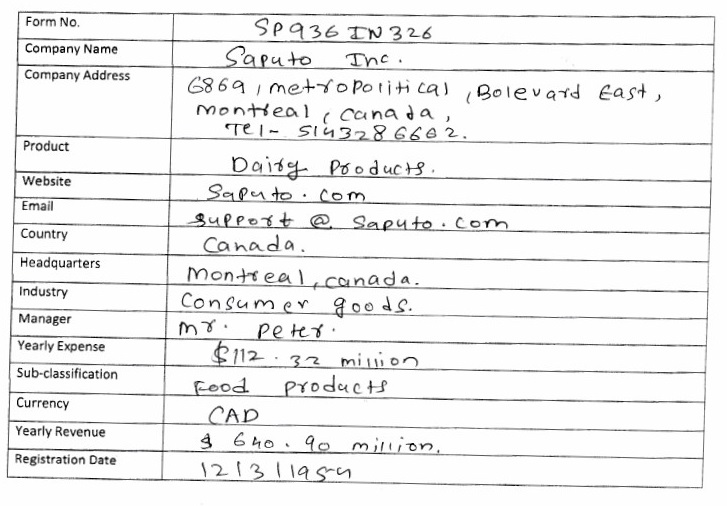 Form No. SP936IN326
Company Name Saputo Inc.
Company Address 6869, metropolitical, Bolevard East,
montreal, canada,
Tel- 5143286662.
Product Dairy Products.
Website Saputo.com
Email support@saputo.com
Country Canada.
Headquarters montreal, canada.
Industry Consumer goods.
Manager mr. peter.
Yearly Expense $112.32 million
Sub-classification Food products
Currency CAD
Yearly Revenue $640.90 million.
Registration Date 12/3/1954